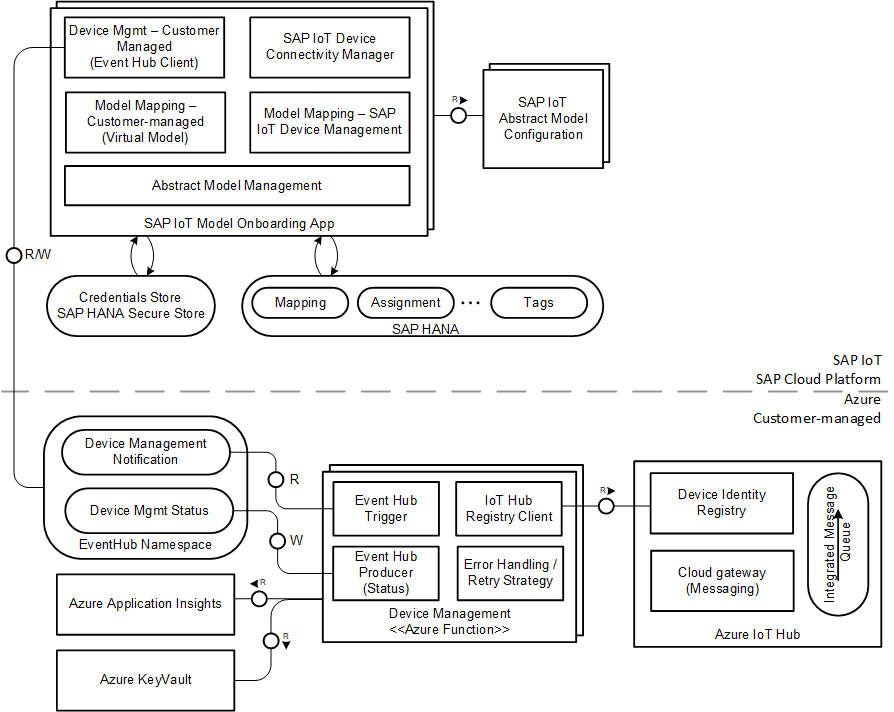 Device Mgmt – Customer
Managed
(Event Hub Client)
SAP IoT Device
Connectivity Manager
Model Mapping –
Customer-managed
(Virtual Model)
Model Mapping – SAP
IoT Device Management
Abstract Model Management
SAP IoT Model Onboarding App
R
SAP IoT
Abstract Model
Configuration
R/W
Credentials Store
SAP HANA Secure Store
Mapping
Assignment
...
Tags
SAP HANA
SAP IoT
SAP Cloud Platform
Azure
Customer-managed
Device Management
Notification
Device Mgmt Status
EventHub Namespace
R
W
Event Hub
Trigger
IoT Hub
Registry Client
Event Hub
Producer
(Status)
Error Handling /
Retry Strategy
Device Management
<<Azure Function>>
R
Device Identity
Registry
Cloud gateway
(Messaging)
Integrated Message
Queue
Azure IoT Hub
Azure Application Insights
R
R
Azure KeyVault